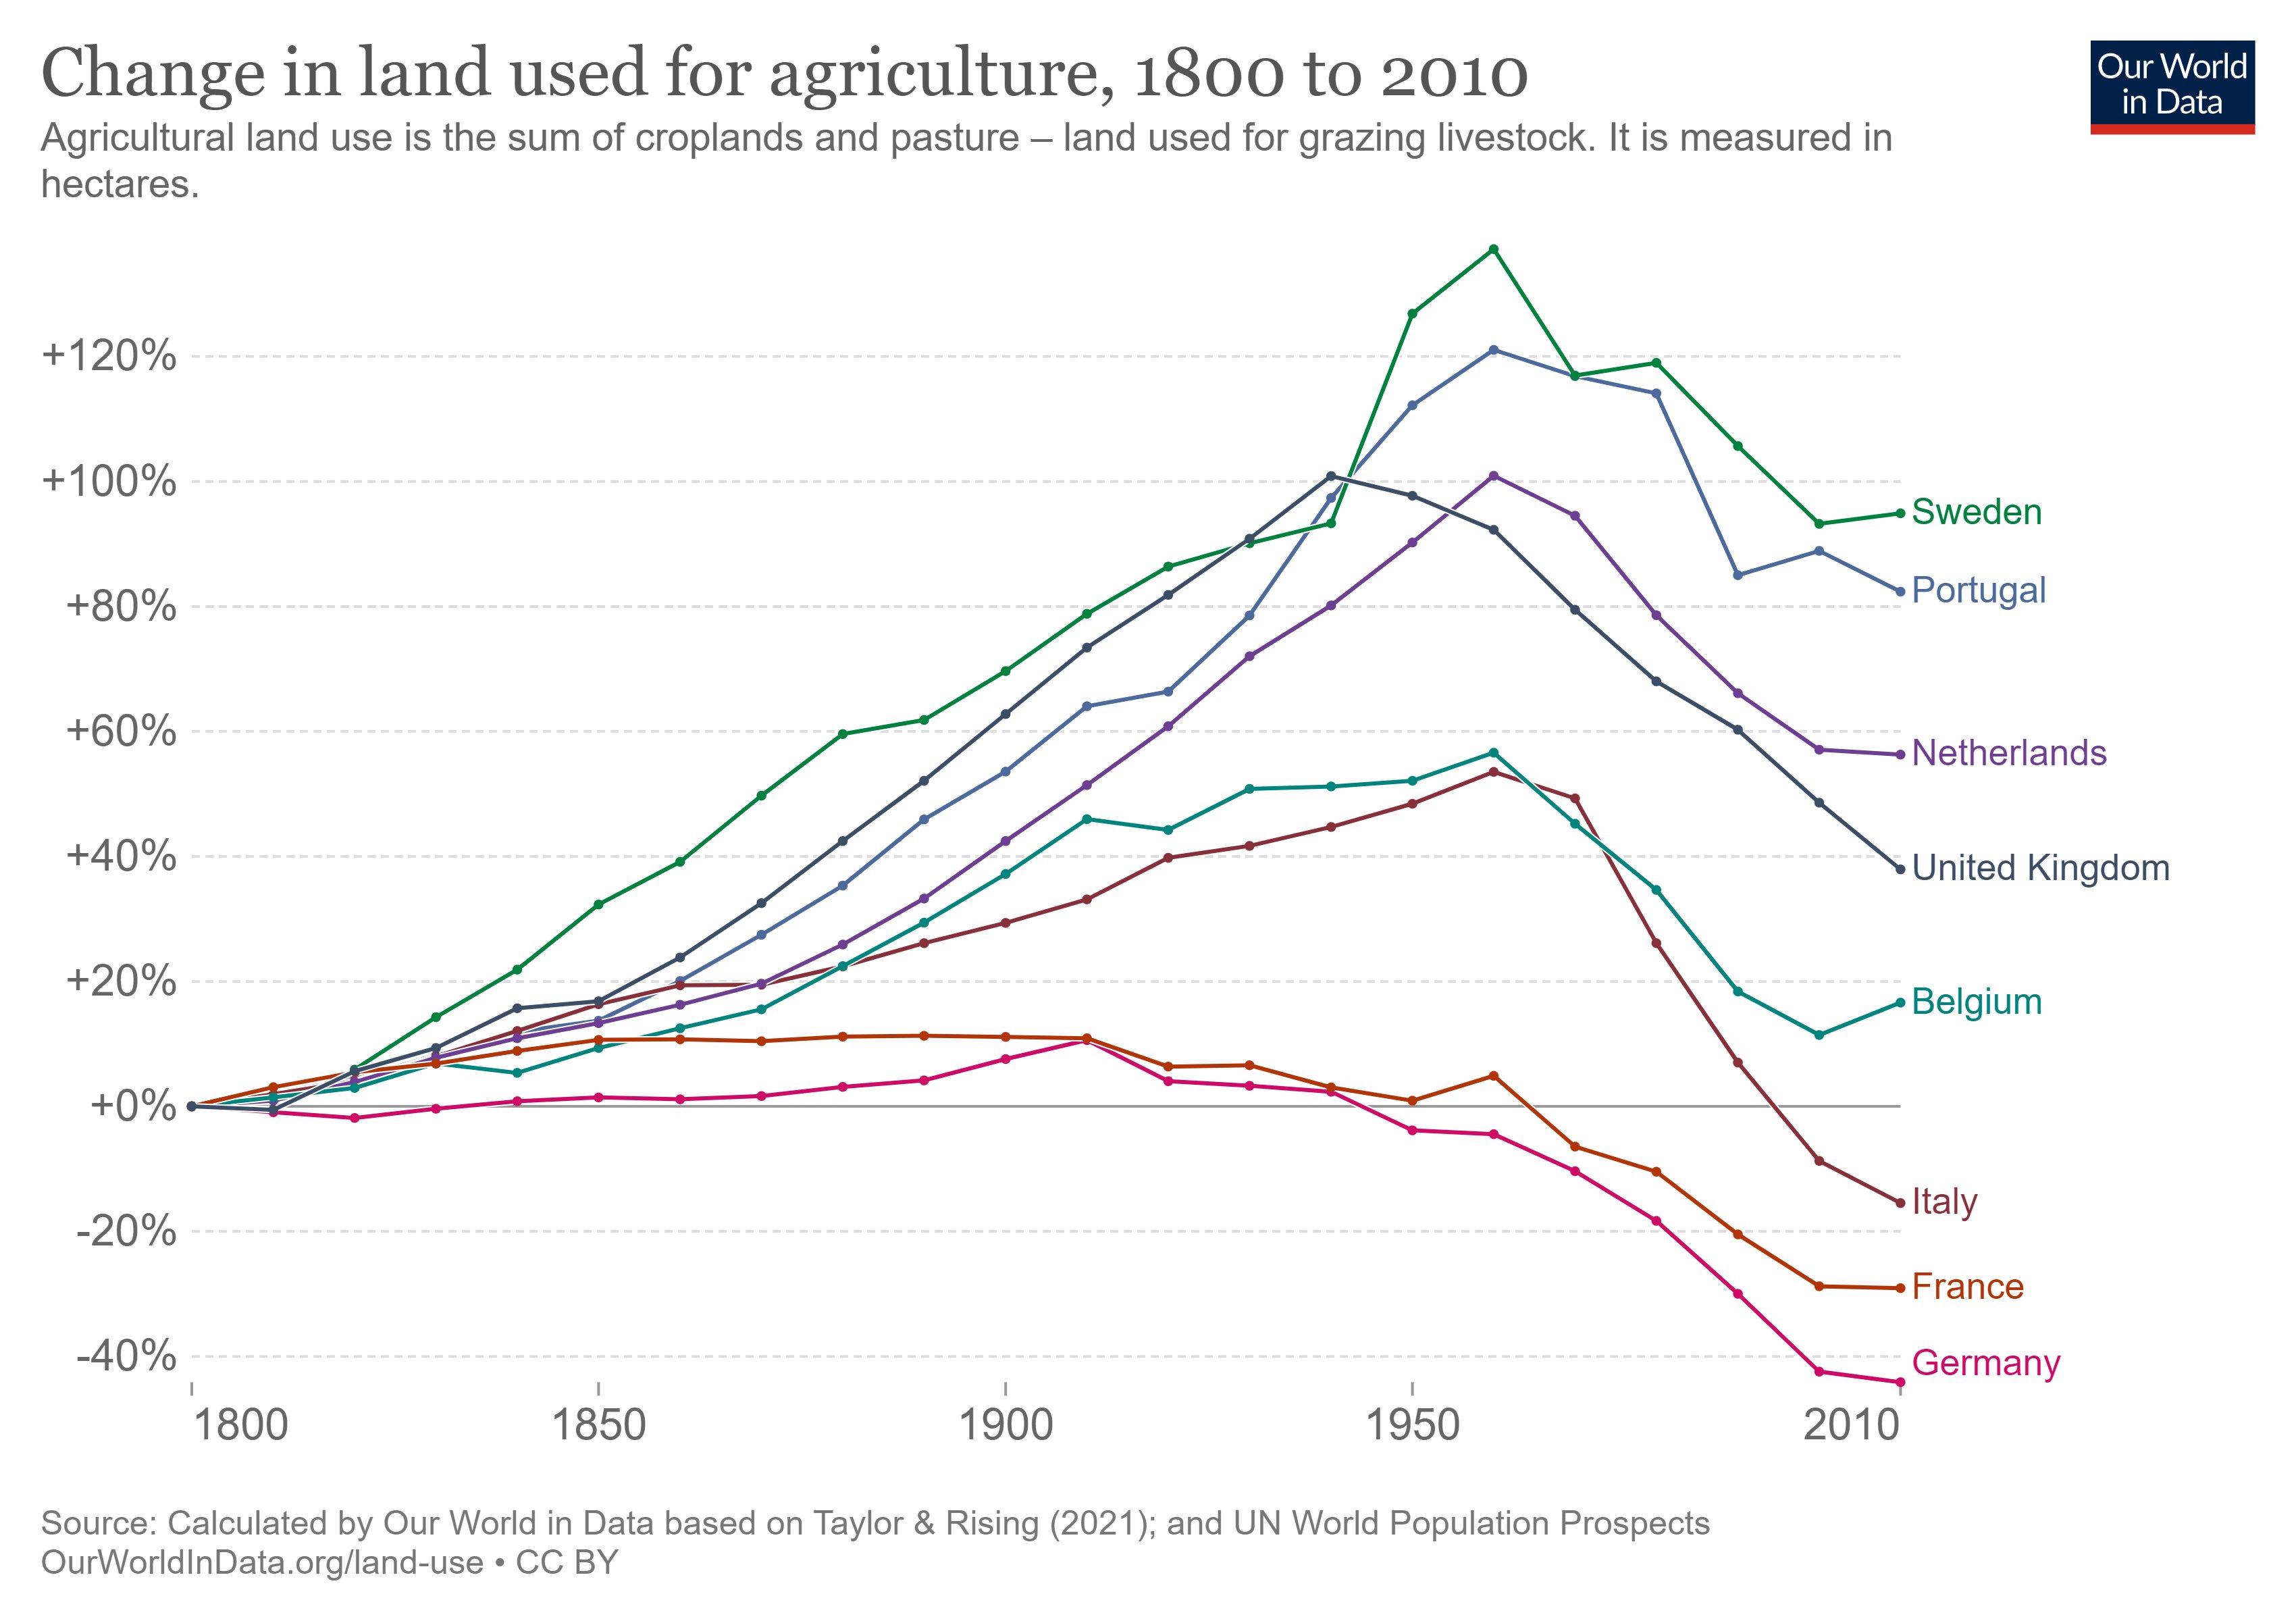 Change in land used for agriculture, 1800 to 2010
Our World
in Data
Agricultural land use is the sum of croplands and pasture – land used for grazing livestock. It is measured in
hectares.
+120%
+100%
Sweden
+80%
Portugal
+60%
Netherlands
+40%
United Kingdom
+20%
Belgium
+0%
Italy
-20%
France
-40%
Germany
1800
1850
1900
1950
2010
Source: Calculated by Our World in Data based on Taylor & Rising (2021); and UN World Population Prospects
OurWorldInData.org/land-use • CC BY